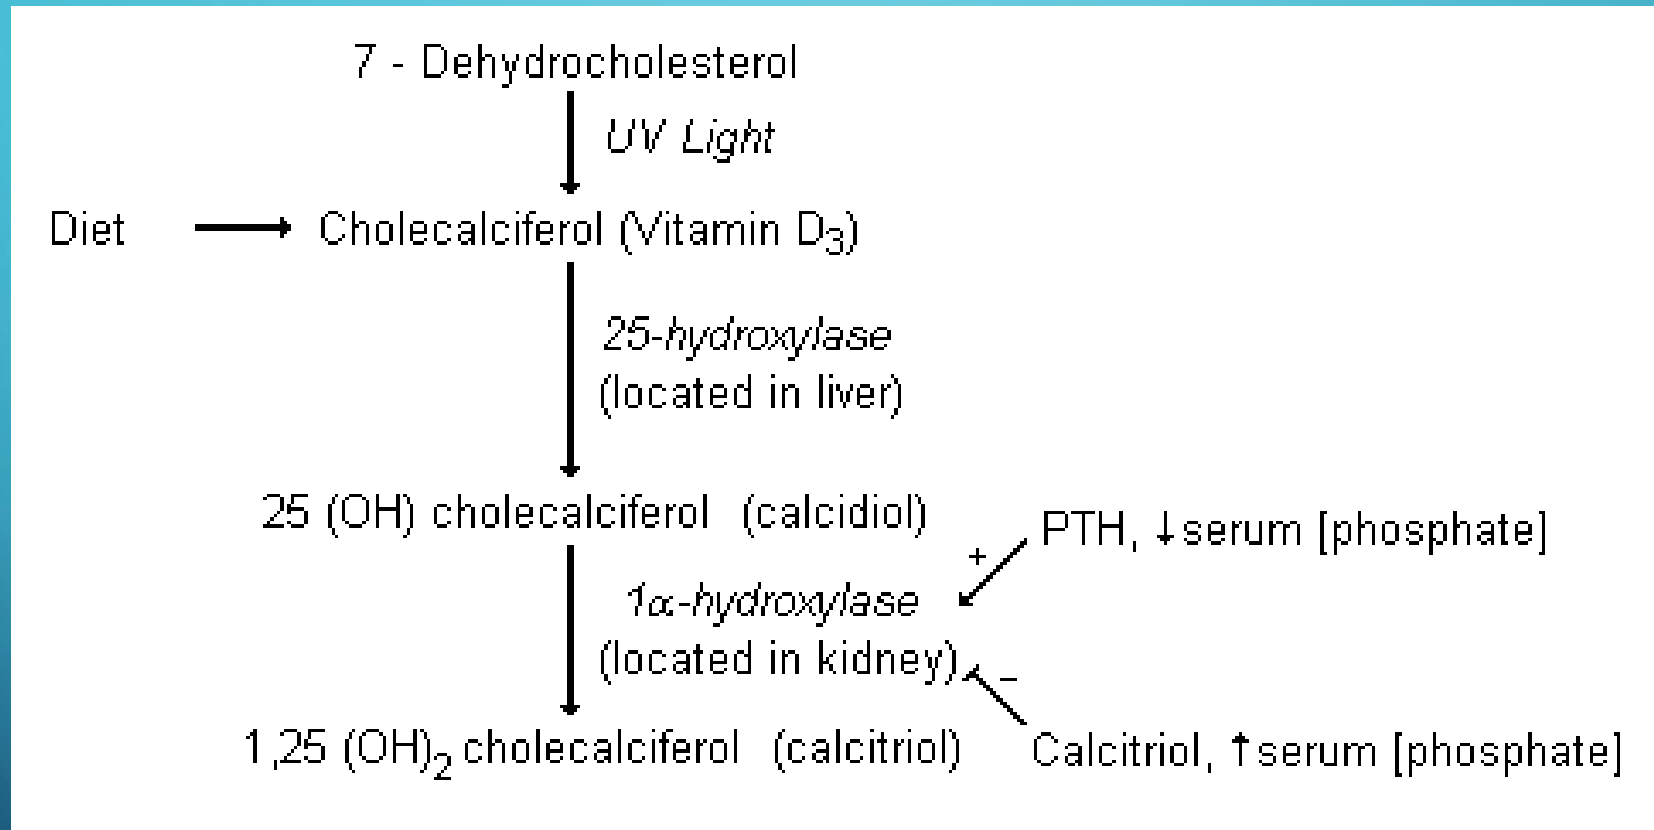 7 - Dehydrocholesterol
UV Light
Diet → Cholecalciferol (Vitamin D₃)
25-hydroxylase
(located in liver)
25 (OH) cholecalciferol (calcidiol)
PTH, ↓ serum [phosphate]
+
1α-hydroxylase
(located in kidney)
−
1,25 (OH)₂ cholecalciferol (calcitriol)
Calcitriol, ↑ serum [phosphate]